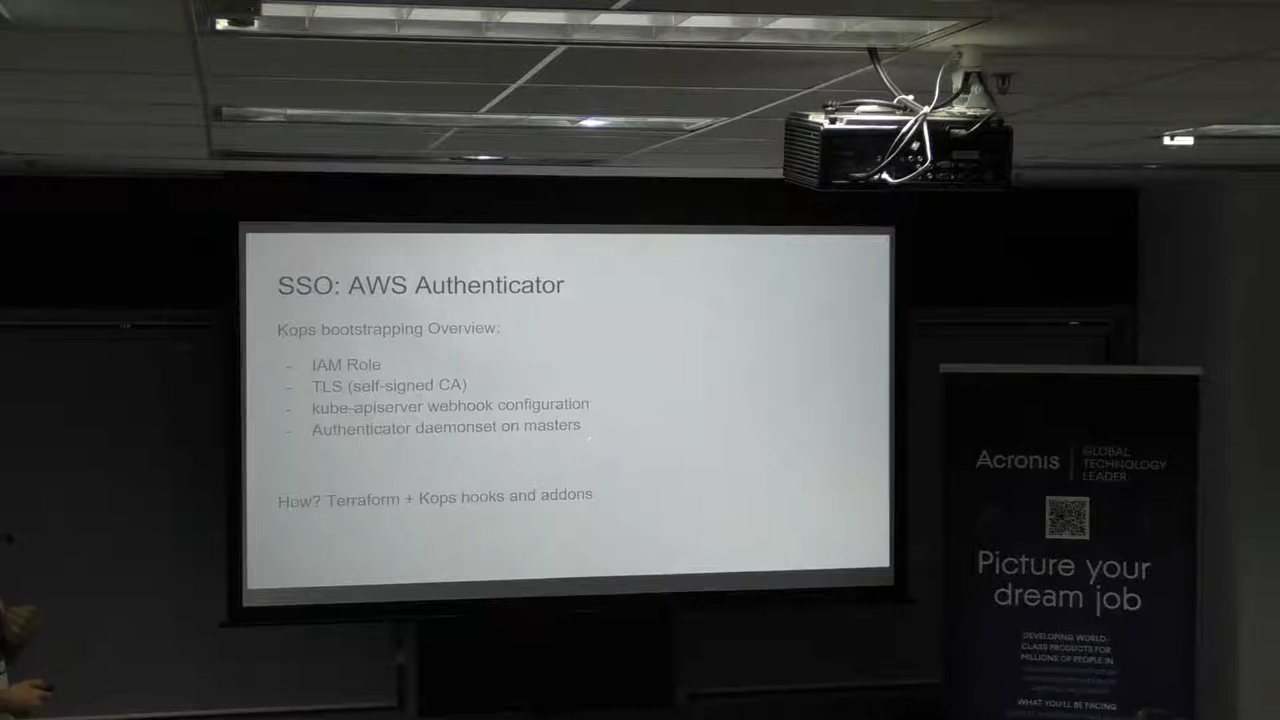 SSO: AWS Authenticator
Kops bootstrapping Overview:
- IAM Role
- TLS (self-signed CA)
- kube-apiserver webhook configuration
- Authenticator daemonset on masters
How? Terraform + Kops hooks and addons
Acronis
GLOBAL
TECHNOLOGY
LEADER
Picture your
dream job
DEVELOPING WORLD-
CLASS PRODUCTS FOR
MILLIONS OF PEOPLE IN
WHAT YOU'LL BE FACING